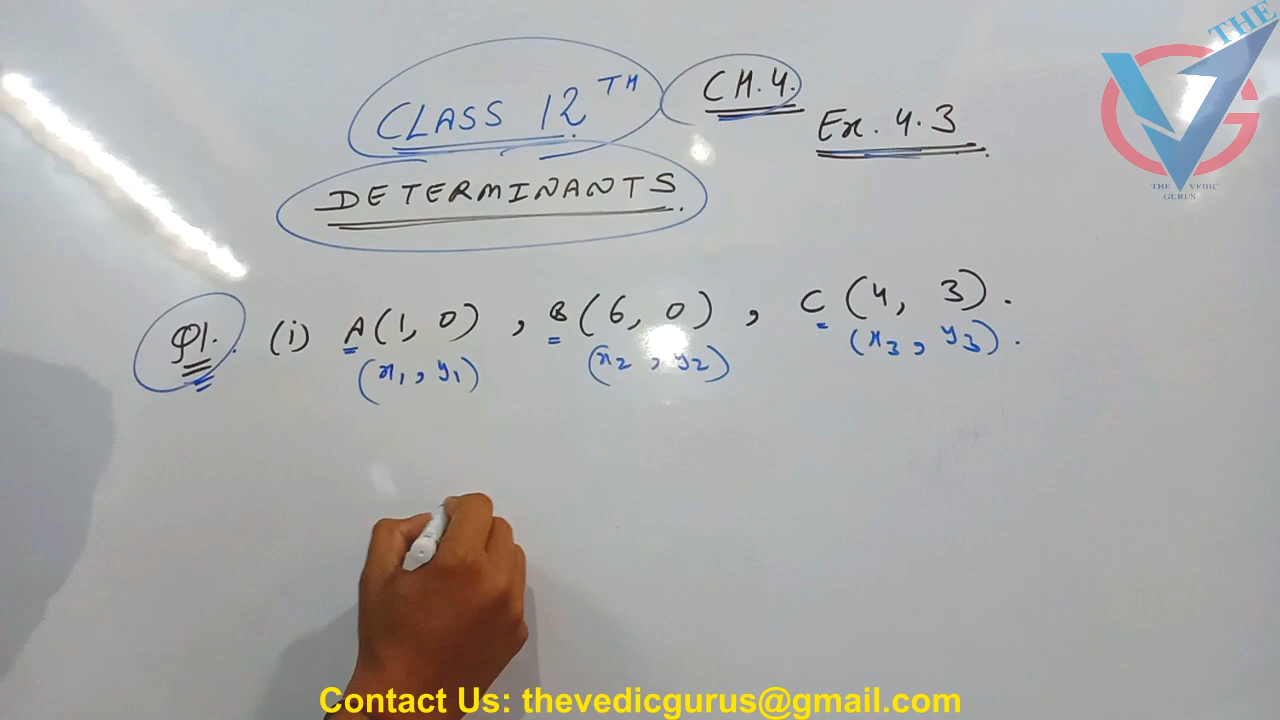 CLASS 12TH CH.4.
Ex. 4.3
DETERMINANTS.
Q1. (i) A(1, 0) , B(6, 0) , C(4, 3).
(x1, y1) (x2, y2) (x3, y3).
THE
THE VEDIC
GURUS
Contact Us: thevedicgurus@gmail.com